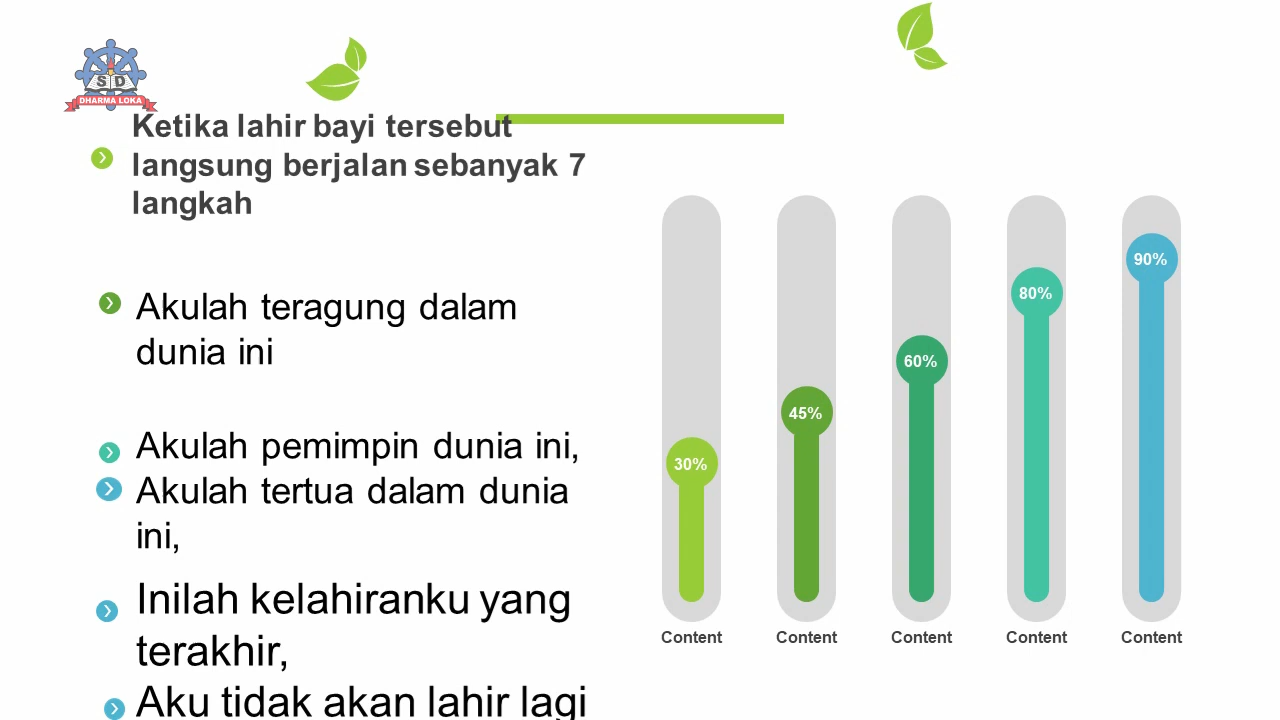 S D
DHARMA LOKA
Ketika lahir bayi tersebut
langsung berjalan sebanyak 7
langkah
Akulah teragung dalam
dunia ini
Akulah pemimpin dunia ini,
Akulah tertua dalam dunia
ini,
Inilah kelahiranku yang
terakhir,
Aku tidak akan lahir lagi
30%
45%
60%
80%
90%
Content
Content
Content
Content
Content